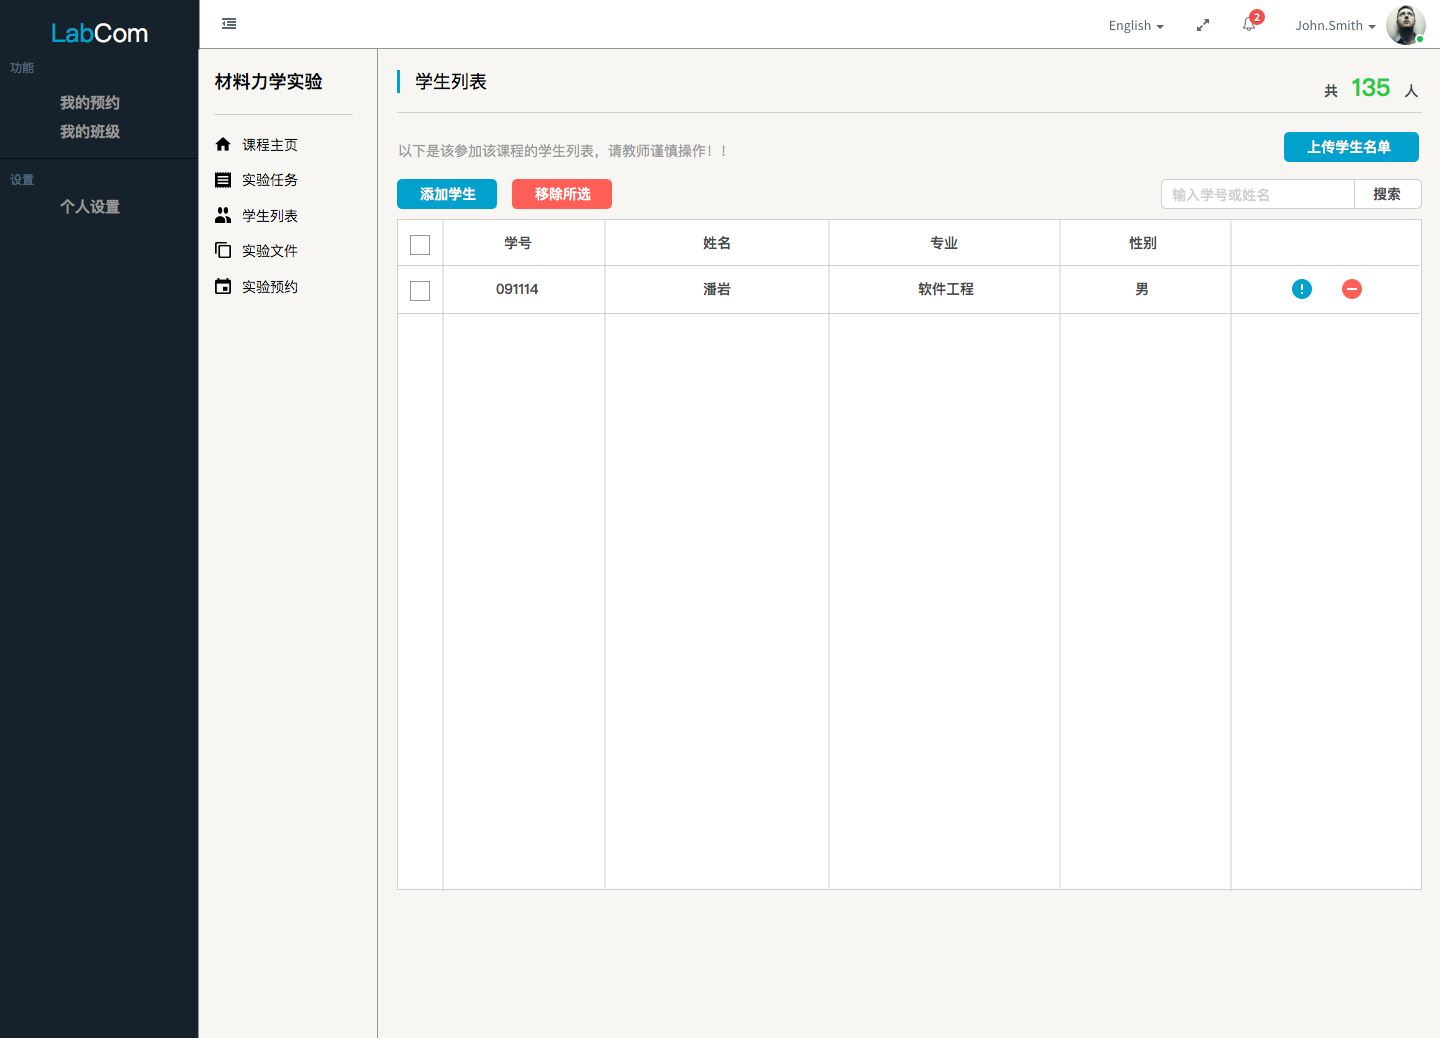 LabCom
功能
我的预约
我的班级
设置
个人设置
English
2
John.Smith
材料力学实验
课程主页
实验任务
学生列表
实验文件
实验预约
学生列表
共 135 人
以下是该参加该课程的学生列表，请教师谨慎操作！！
上传学生名单
添加学生 移除所选
输入学号或姓名 搜索
学号 姓名 专业 性别
091114 潘岩 软件工程 男